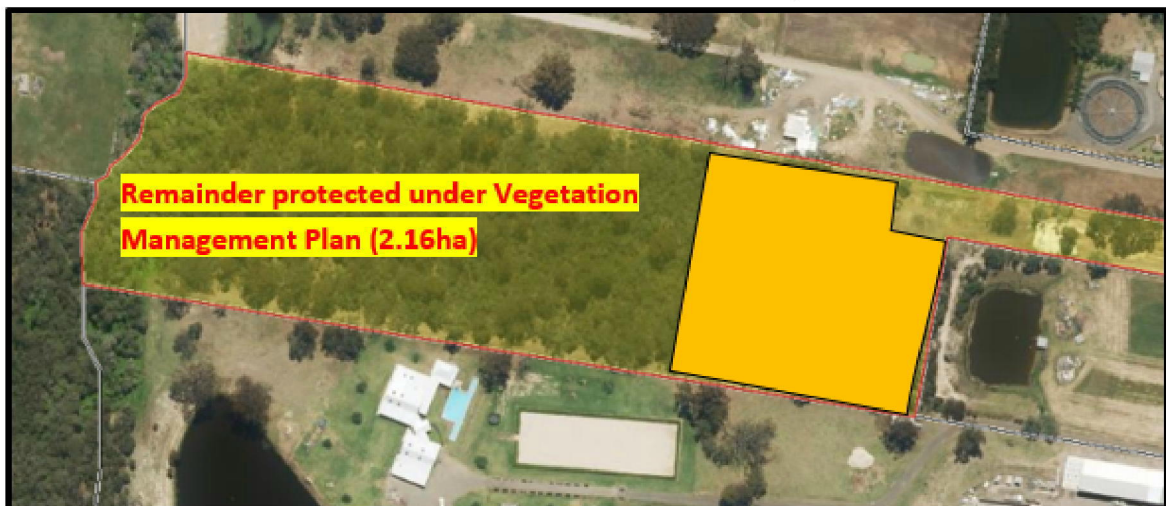 Remainder protected under Vegetation
Management Plan (2.16ha)